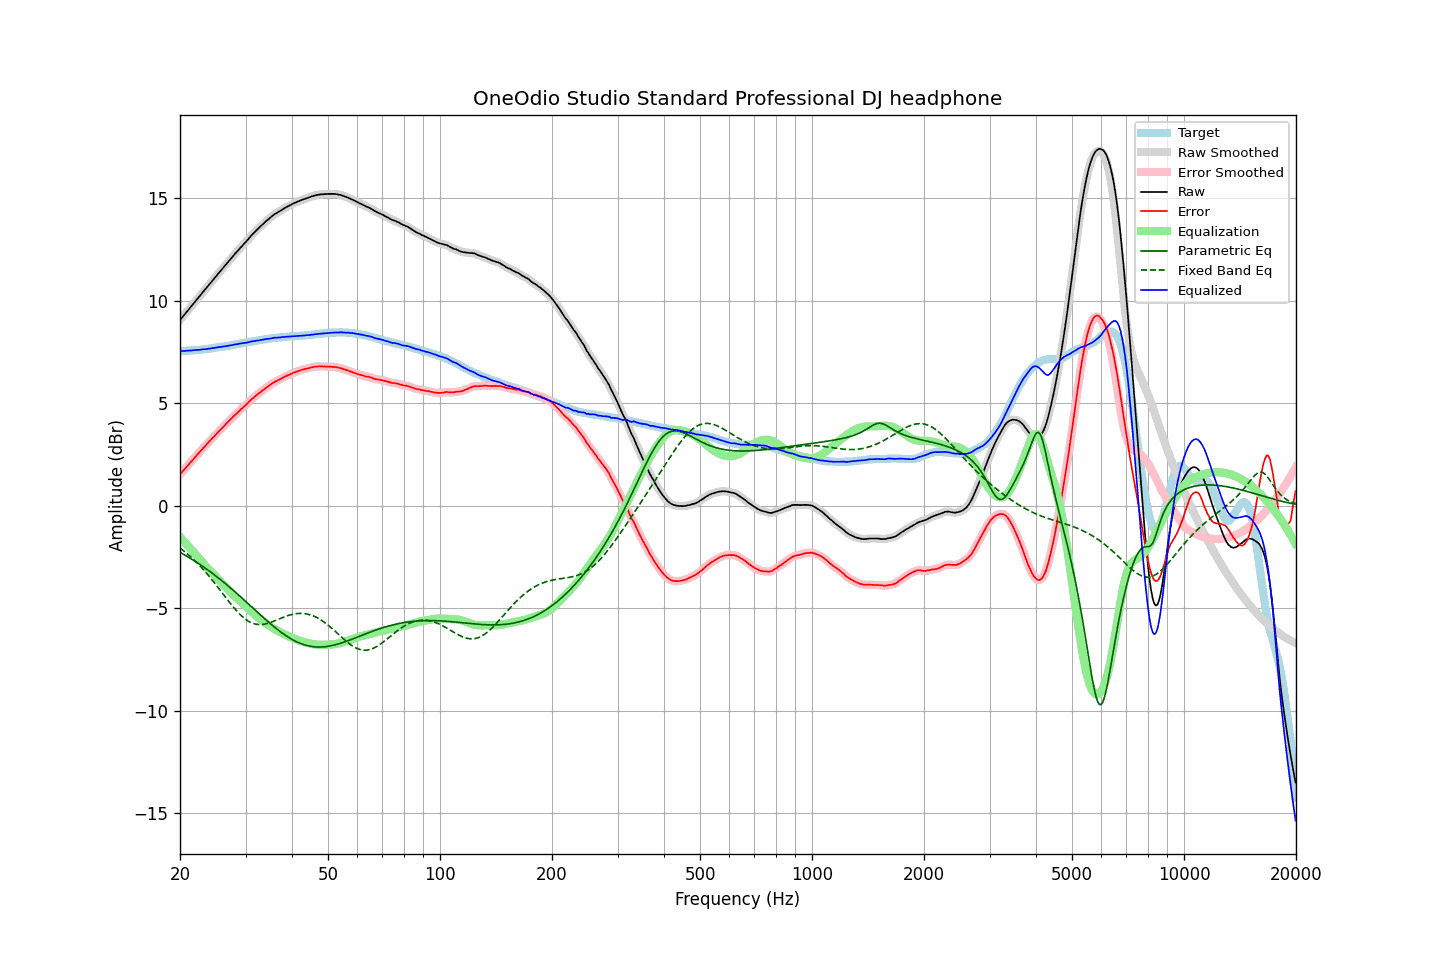 OneOdio Studio Standard Professional DJ headphone
Target
Raw Smoothed
Error Smoothed
Raw
Error
Equalization
Parametric Eq
Fixed Band Eq
Equalized
Amplitude (dBr)
15
10
5
0
−5
−10
−15
20 50 100 200 500 1000 2000 5000 10000 20000
Frequency (Hz)